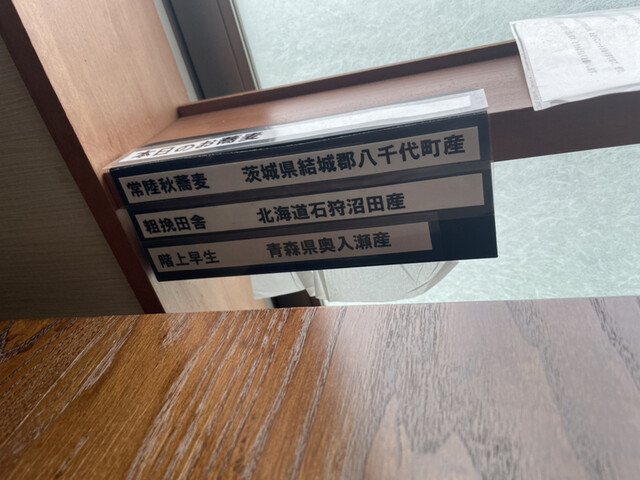 本日のお蕎麦
常陸秋蕎麦 茨城県結城郡八千代町産
粗挽田舎 北海道石狩沼田産
階上早生 青森県奥入瀬産